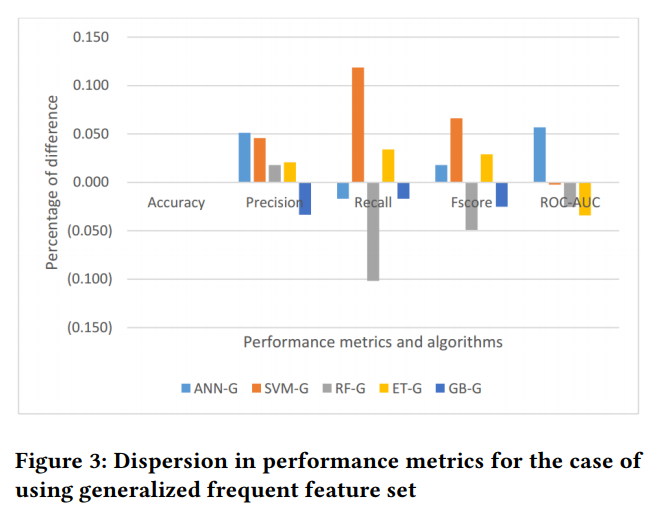 0.150
0.100
0.050
0.000
(0.050)
(0.100)
(0.150)
Percentage of difference
Accuracy Precision Recall Fscore ROC-AUC
Performance metrics and algorithms
ANN-G SVM-G RF-G ET-G GB-G
Figure 3: Dispersion in performance metrics for the case of
using generalized frequent feature set